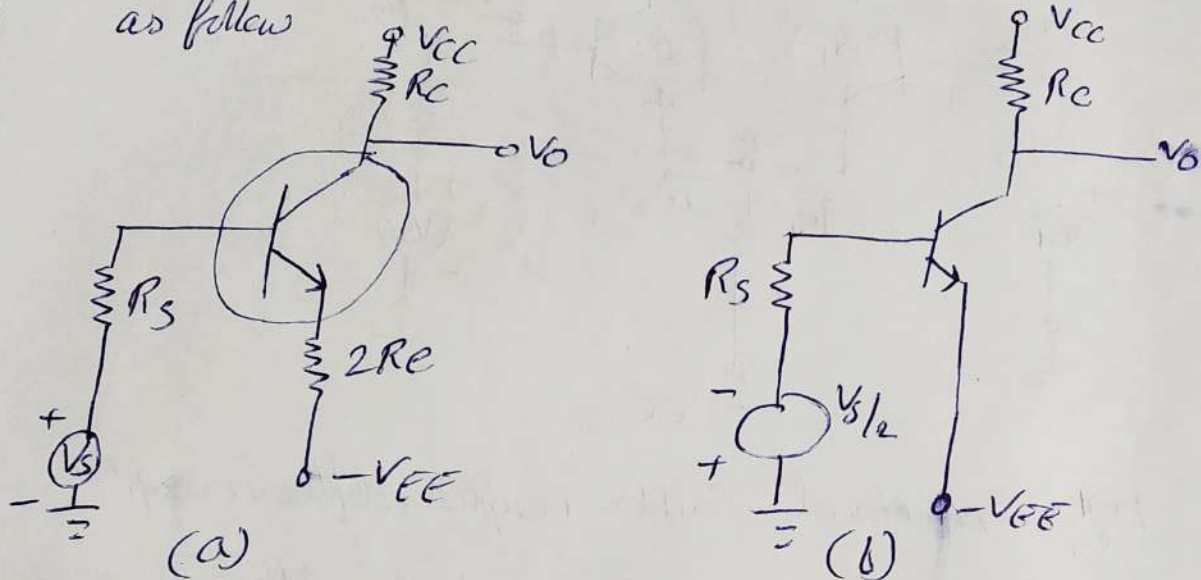 as follow
VCC
RC
VO
RS
2Re
+
VS
-
-VEE
(a)
VCC
RC
VO
RS
-
VS/2
+
-VEE
(b)